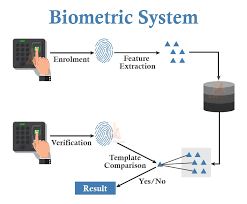 Biometric System
Enrolment
Feature
Extraction
Verification
Template
Comparison
Yes/No
Result